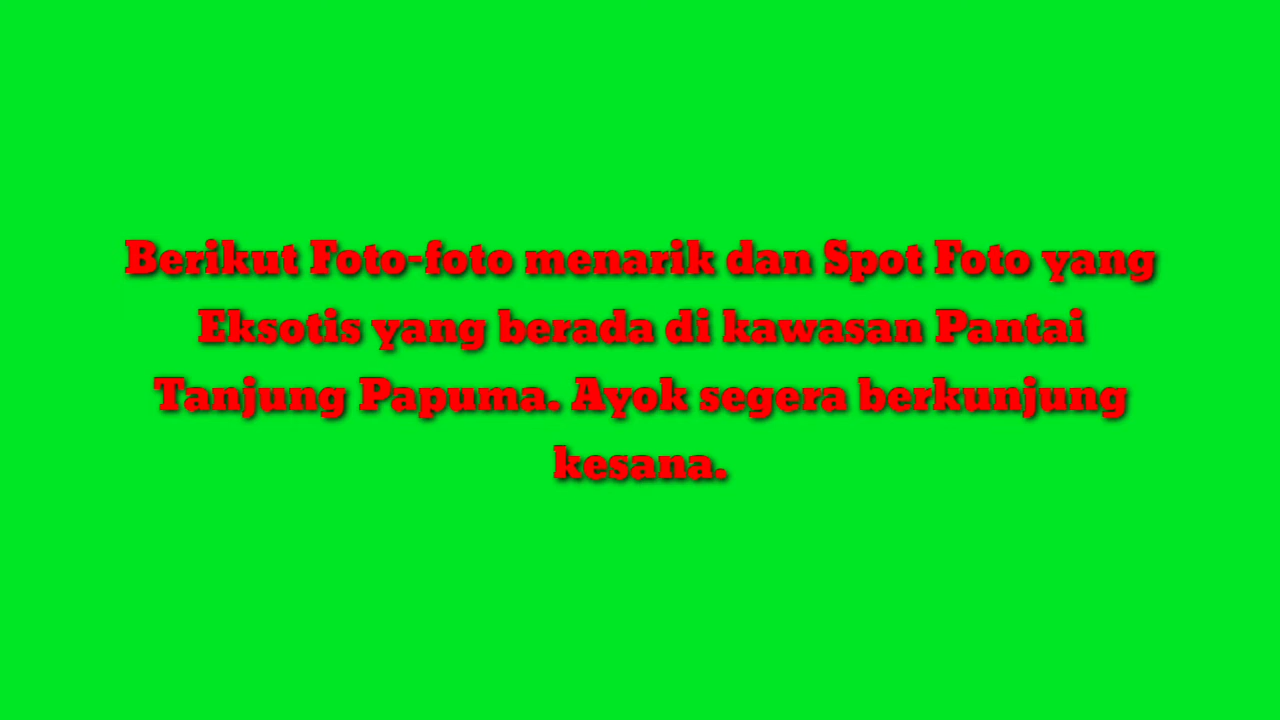 Berikut Foto-foto menarik dan Spot Foto yang
Eksotis yang berada di kawasan Pantai
Tanjung Papuma. Ayok segera berkunjung
kesana.